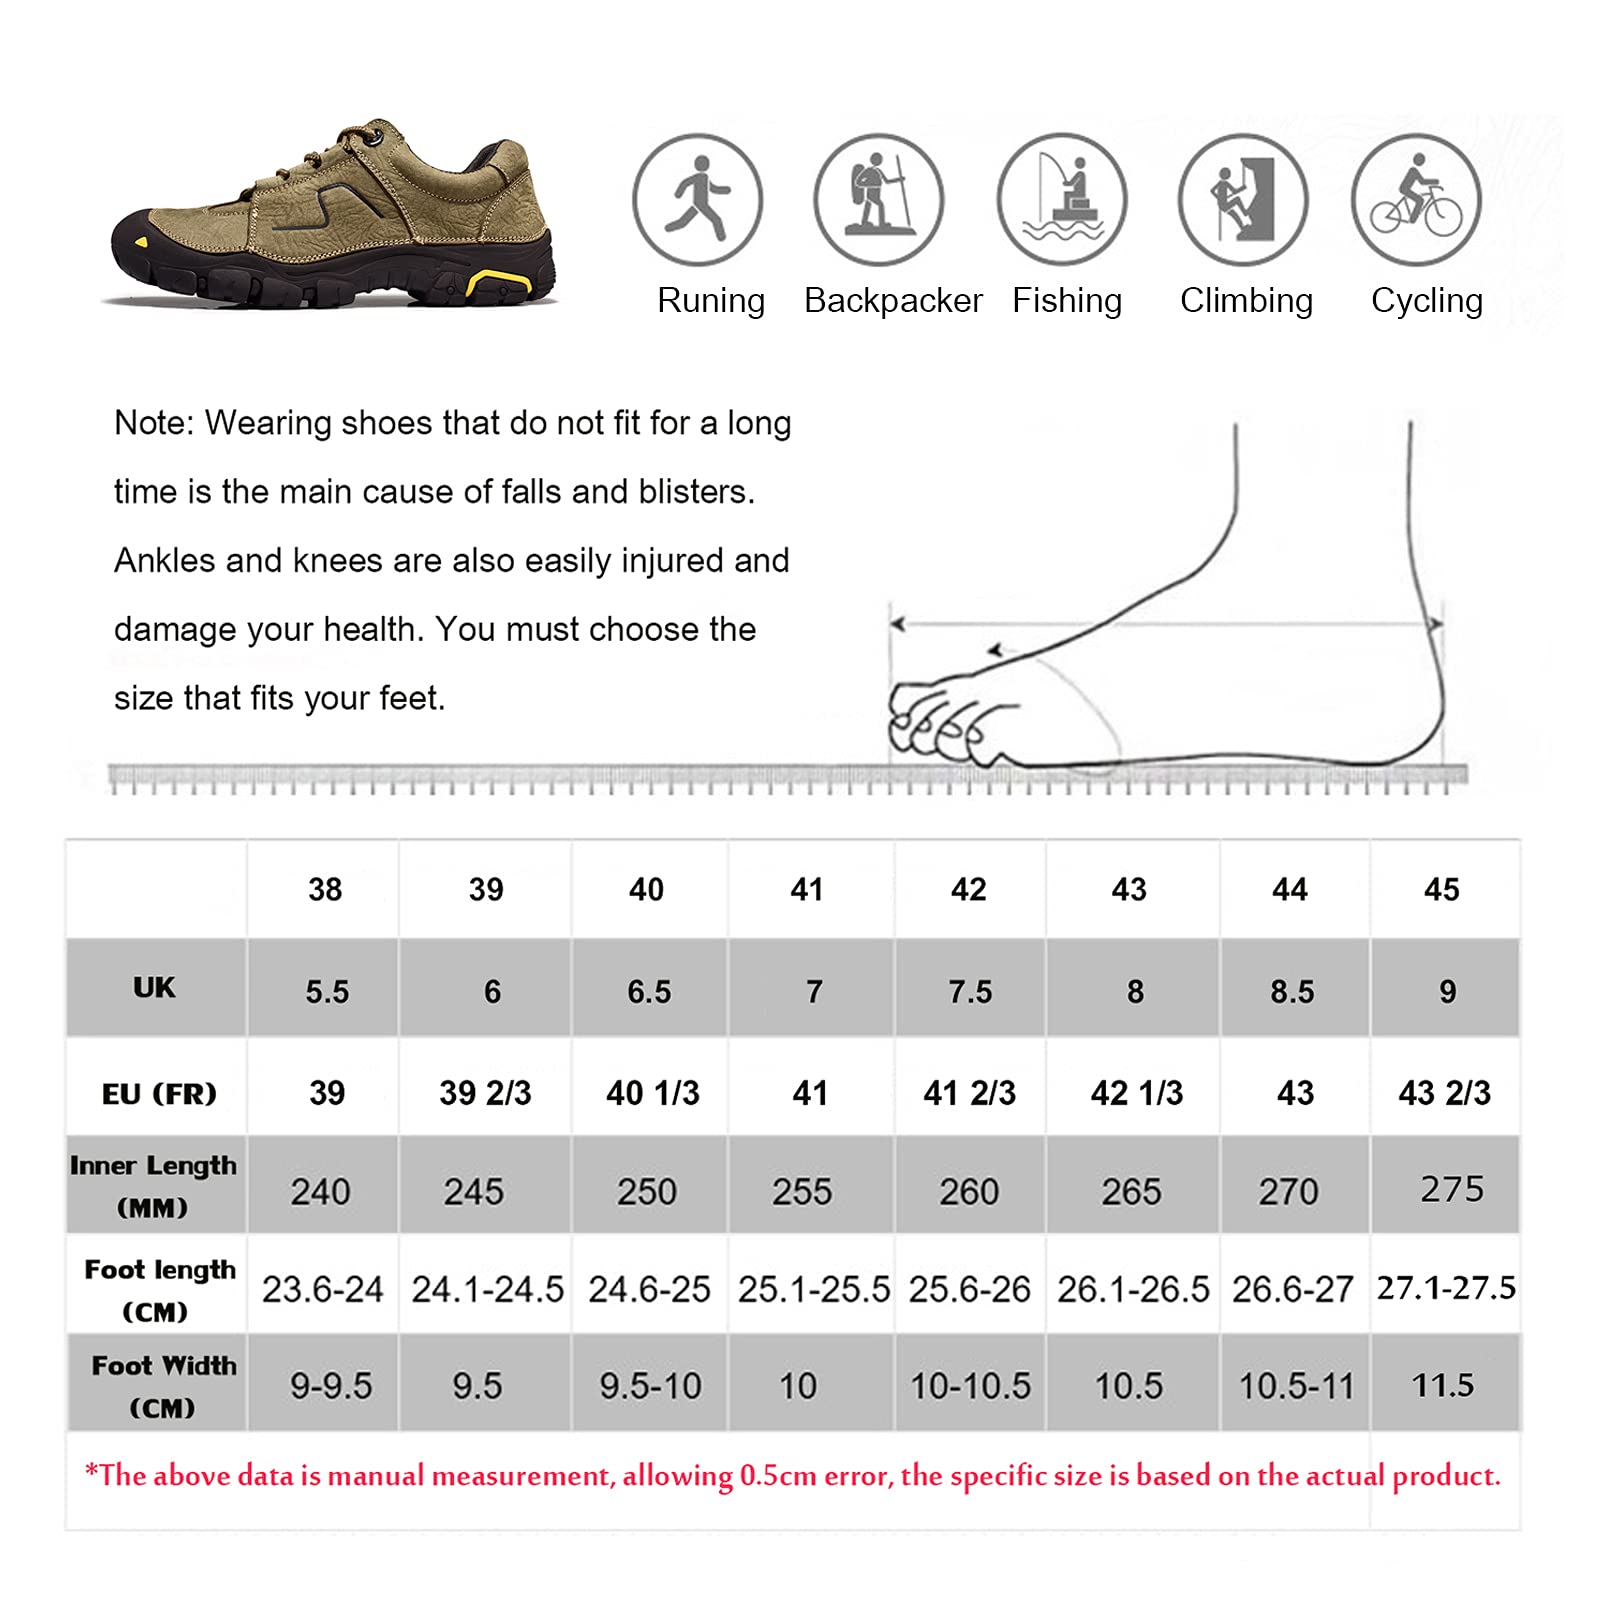 Runing Backpacker Fishing Climbing Cycling
Note: Wearing shoes that do not fit for a long
time is the main cause of falls and blisters.
Ankles and knees are also easily injured and
damage your health. You must choose the
size that fits your feet.
38 39 40 41 42 43 44 45
UK 5.5 6 6.5 7 7.5 8 8.5 9
EU (FR) 39 39 2/3 40 1/3 41 41 2/3 42 1/3 43 43 2/3
Inner Length
(MM) 240 245 250 255 260 265 270 275
Foot length
(CM) 23.6-24 24.1-24.5 24.6-25 25.1-25.5 25.6-26 26.1-26.5 26.6-27 27.1-27.5
Foot Width
(CM) 9-9.5 9.5 9.5-10 10 10-10.5 10.5 10.5-11 11.5
*The above data is manual measurement, allowing 0.5cm error, the specific size is based on the actual product.